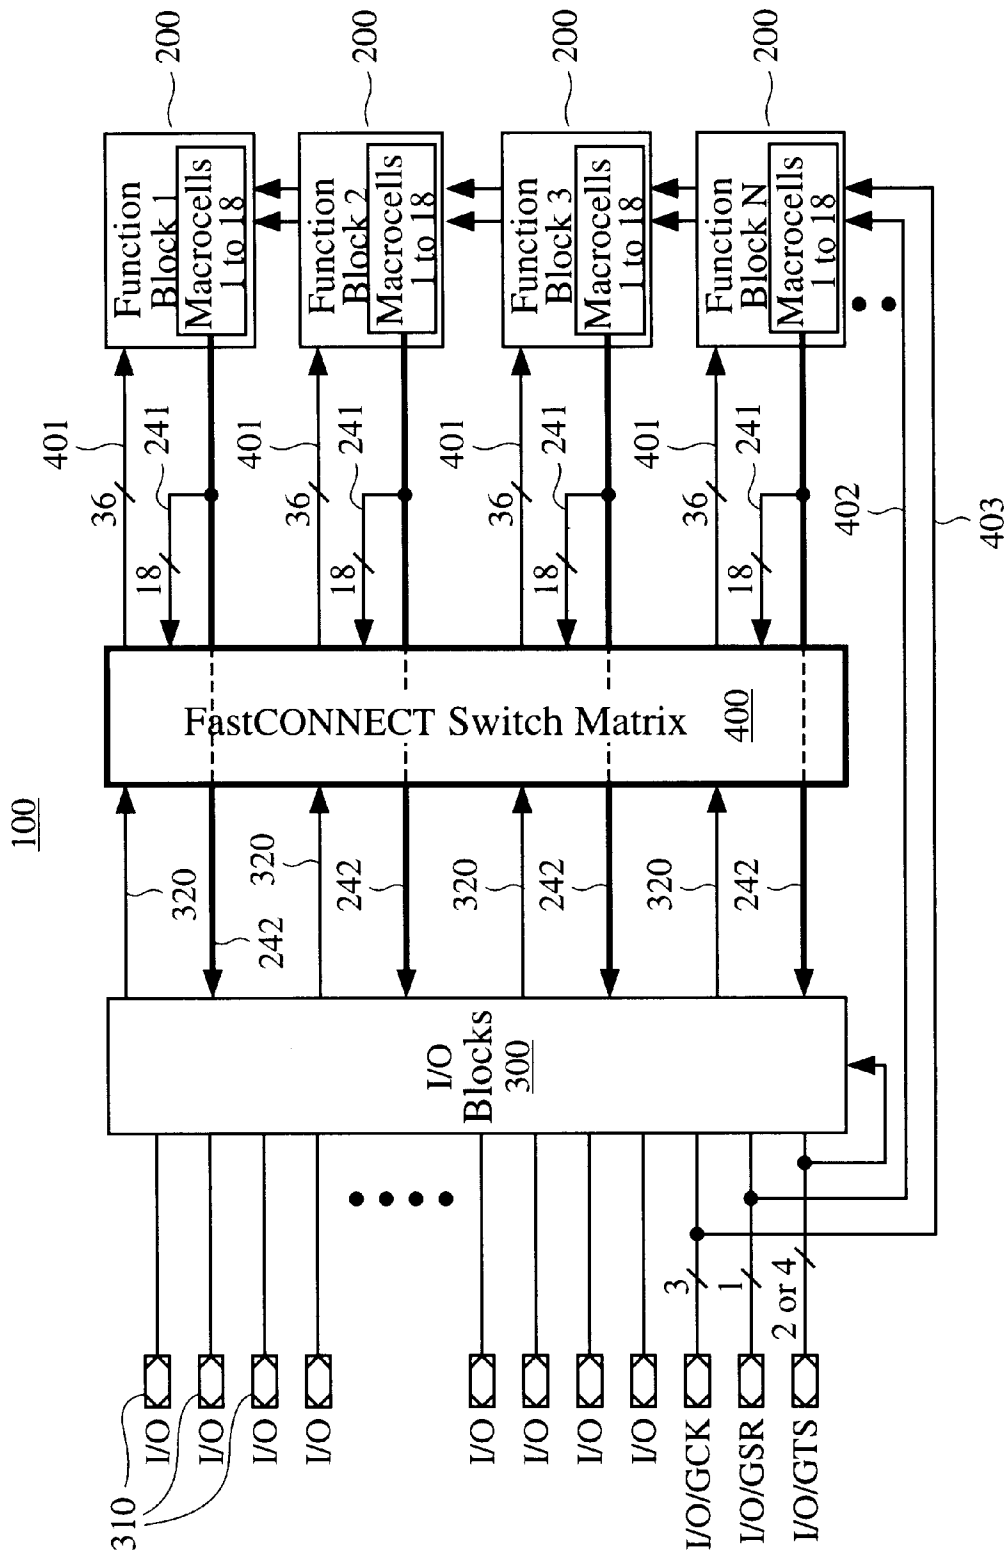 100
310
I/O
I/O
I/O
I/O
I/O
I/O
I/O
I/O
I/O/GCK
I/O/GSR
I/O/GTS
3
1
2 or 4
I/O
Blocks
300
320
242
320
242
320
242
320
242
FastCONNECT Switch Matrix
400
401
36
18
241
401
36
18
241
401
36
18
241
401
36
18
241
402
403
Function
Block 1
Macrocells
1 to 18
200
Function
Block 2
Macrocells
1 to 18
200
Function
Block 3
Macrocells
1 to 18
200
Function
Block N
Macrocells
1 to 18
200